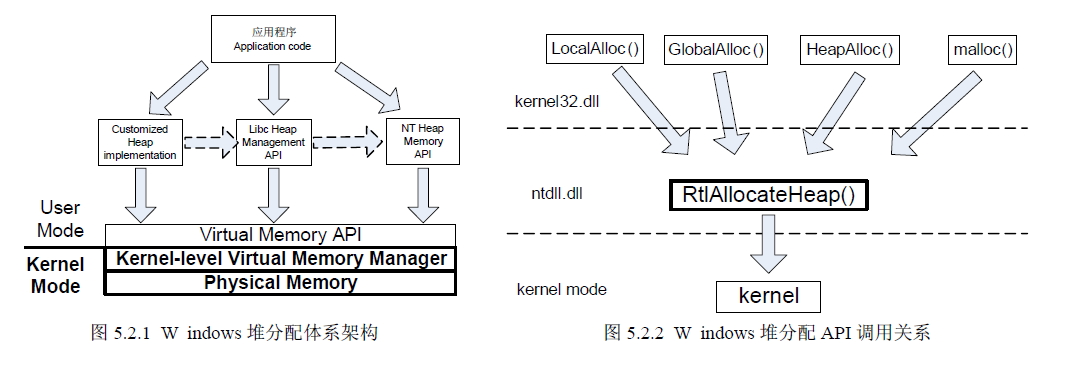 应用程序
Application code
Customized
Heap
implementation
Libc Heap
Management
API
NT Heap
Memory
API
User
Mode
Virtual Memory API
Kernel
Mode
Kernel-level Virtual Memory Manager
Physical Memory
图 5.2.1 W indows 堆分配体系架构
LocalAlloc()
GlobalAlloc()
HeapAlloc()
malloc()
kernel32.dll
ntdll.dll
RtlAllocateHeap()
kernel mode
kernel
图 5.2.2 W indows 堆分配 API 调用关系